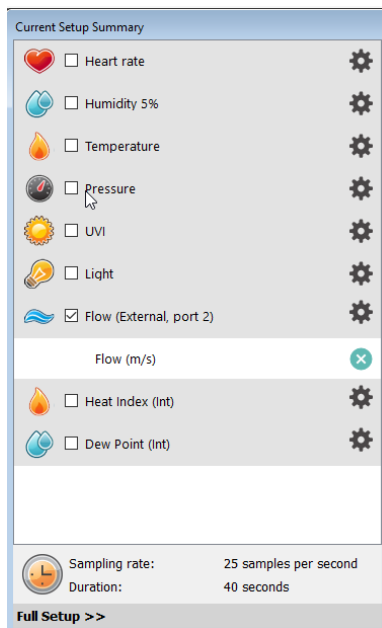 Current Setup Summary
Heart rate
Humidity 5%
Temperature
Pressure
UVI
Light
Flow (External, port 2)
Flow (m/s)
Heat Index (Int)
Dew Point (Int)
Sampling rate: 25 samples per second
Duration: 40 seconds
Full Setup >>